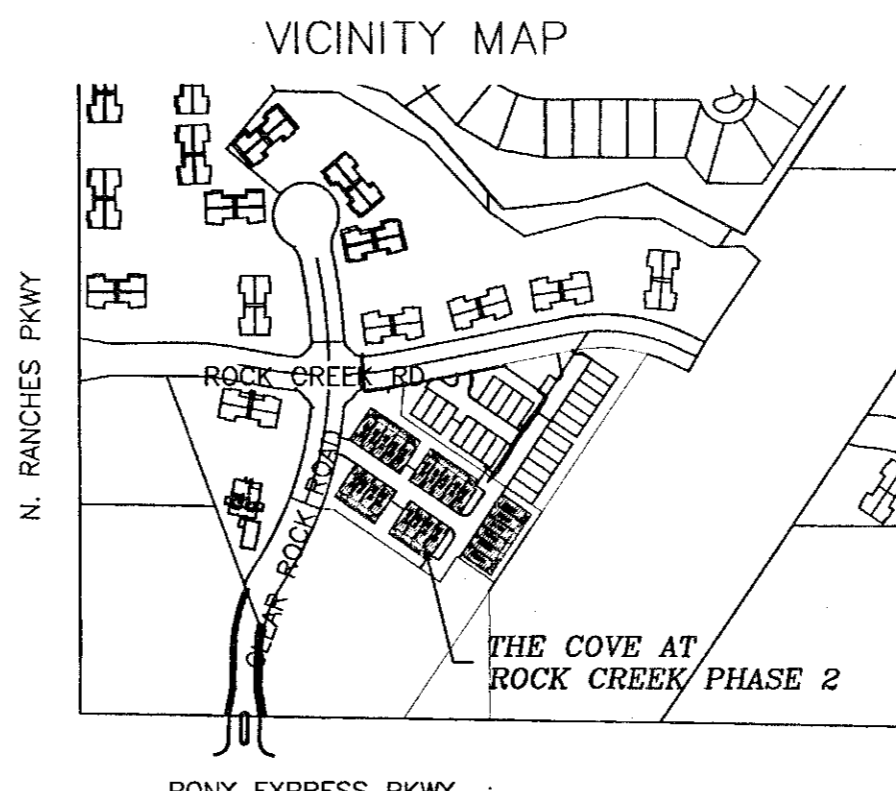 VICINITY MAP
N. RANCHES PKWY
ROCK CREEK RD
ROAD
ROCK
THE COVE AT
ROCK CREEK PHASE 2
PONY EXPRESS PKWY